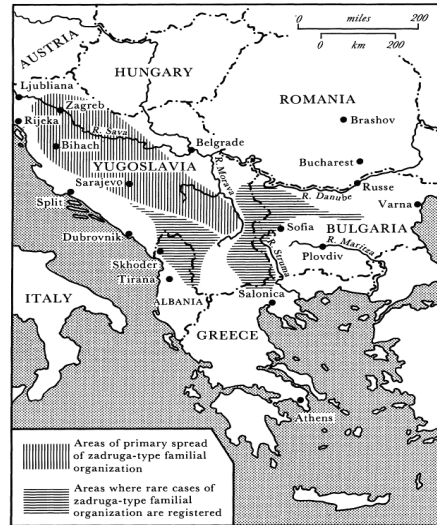 miles
0 200
0 200
km
AUSTRIA
HUNGARY
ROMANIA
Ljubliana
Zagreb
Rijeka
R. Sava
Brashov
Bihach
Belgrade
YUGOSLAVIA
R. Morava
Bucharest
Sarajevo
Russe
R. Danube
Split
Varna
Sofia
BULGARIA
Dubrovnik
R. Maritza
R. Struma
Plovdiv
Skhoder
Tirana
ITALY
ALBANIA
Salonica
GREECE
Athens
Areas of primary spread
of zadruga-type familial
organization
Areas where rare cases of
zadruga-type familial
organization are registered